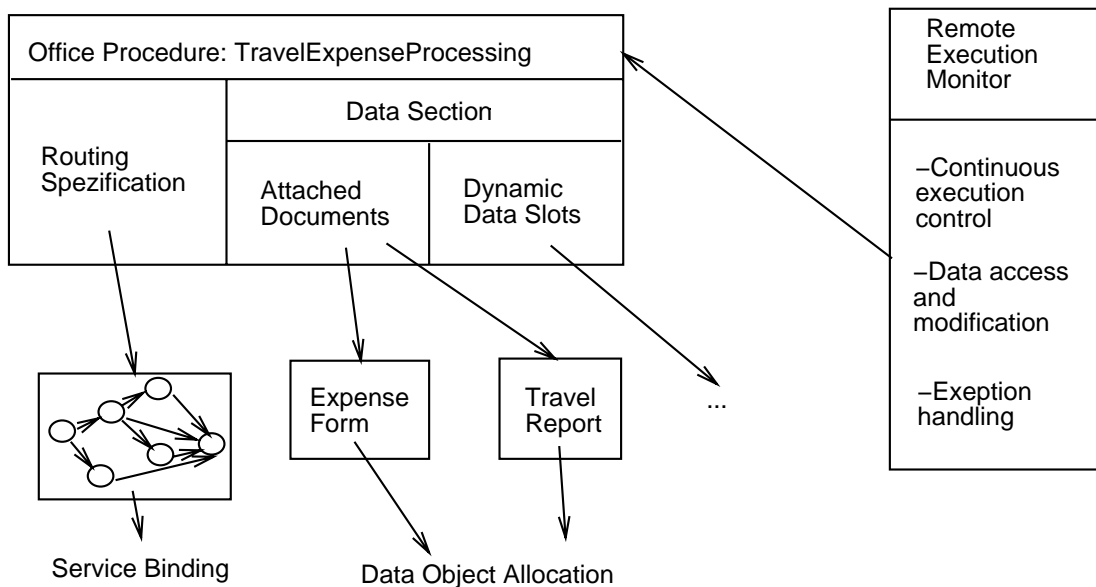 Office Procedure: TravelExpenseProcessing
Data Section
Routing
Spezification
Attached
Documents
Dynamic
Data Slots
Remote
Execution
Monitor
−Continuous
execution
control
−Data access
and
modification
−Exeption
handling
Expense
Form
Travel
Report
...
Service Binding
Data Object Allocation